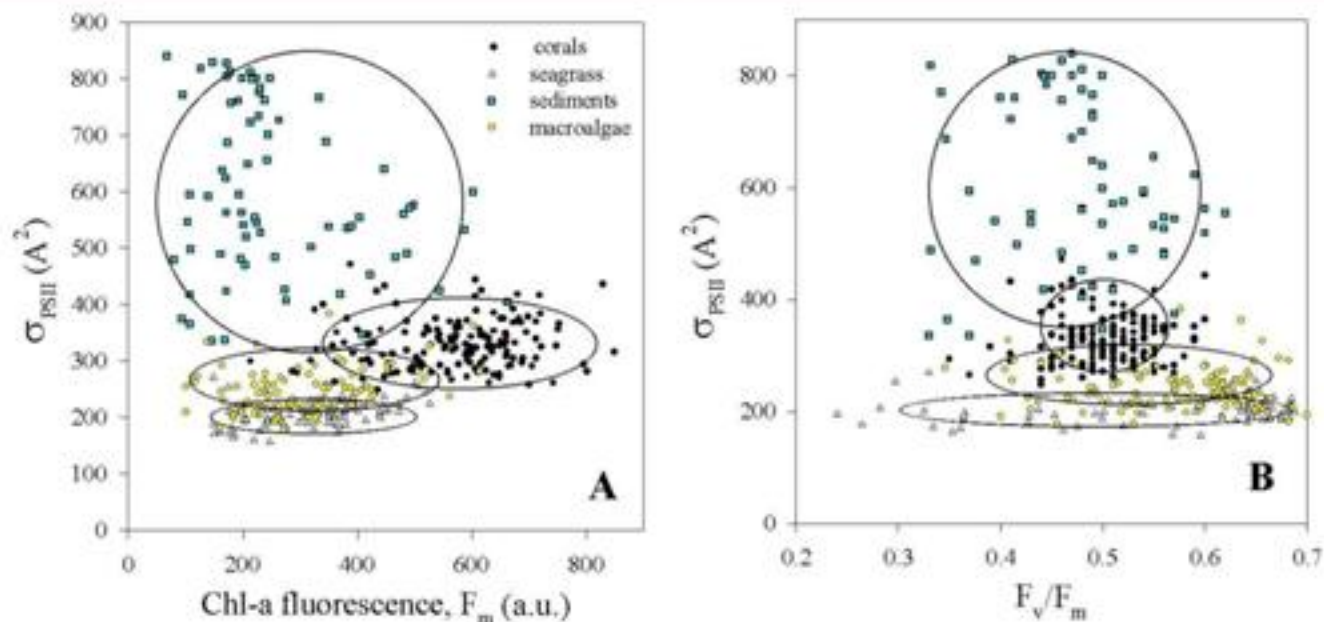 900
800
700
600
500
400
300
200
100
0
σPSII (A²)
0
200
400
600
800
Chl-a fluorescence, Fm (a.u.)
corals
seagrass
sediments
macroalgae
A
800
600
400
200
0
σPSII (A²)
0.2
0.3
0.4
0.5
0.6
0.7
Fv/Fm
B